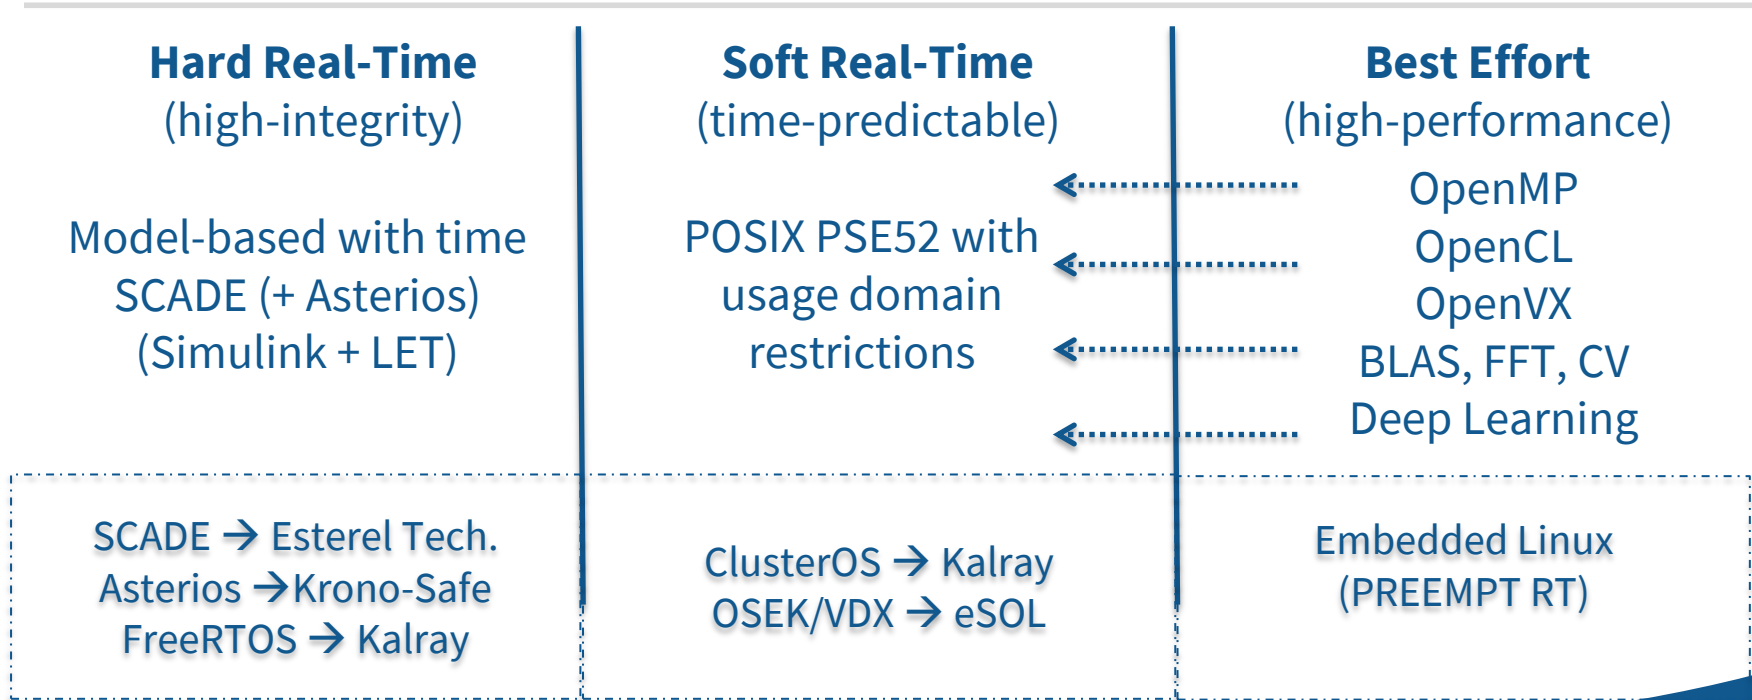 Hard Real-Time
(high-integrity)
Model-based with time
SCADE (+ Asterios)
(Simulink + LET)
Soft Real-Time
(time-predictable)
POSIX PSE52 with
usage domain
restrictions
Best Effort
(high-performance)
OpenMP
OpenCL
OpenVX
BLAS, FFT, CV
Deep Learning
SCADE → Esterel Tech.
Asterios →Krono-Safe
FreeRTOS → Kalray
ClusterOS → Kalray
OSEK/VDX → eSOL
Embedded Linux
(PREEMPT RT)